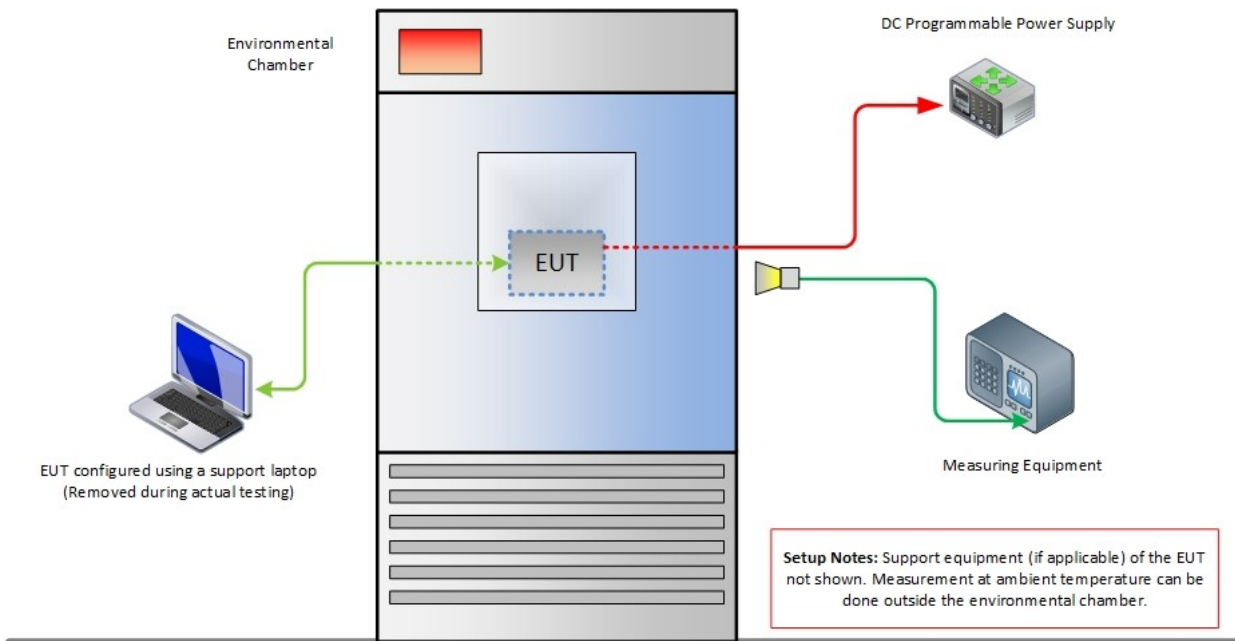 Environmental
Chamber
DC Programmable Power Supply
EUT
EUT configured using a support laptop
(Removed during actual testing)
Measuring Equipment
Setup Notes: Support equipment (if applicable) of the EUT
not shown. Measurement at ambient temperature can be
done outside the environmental chamber.